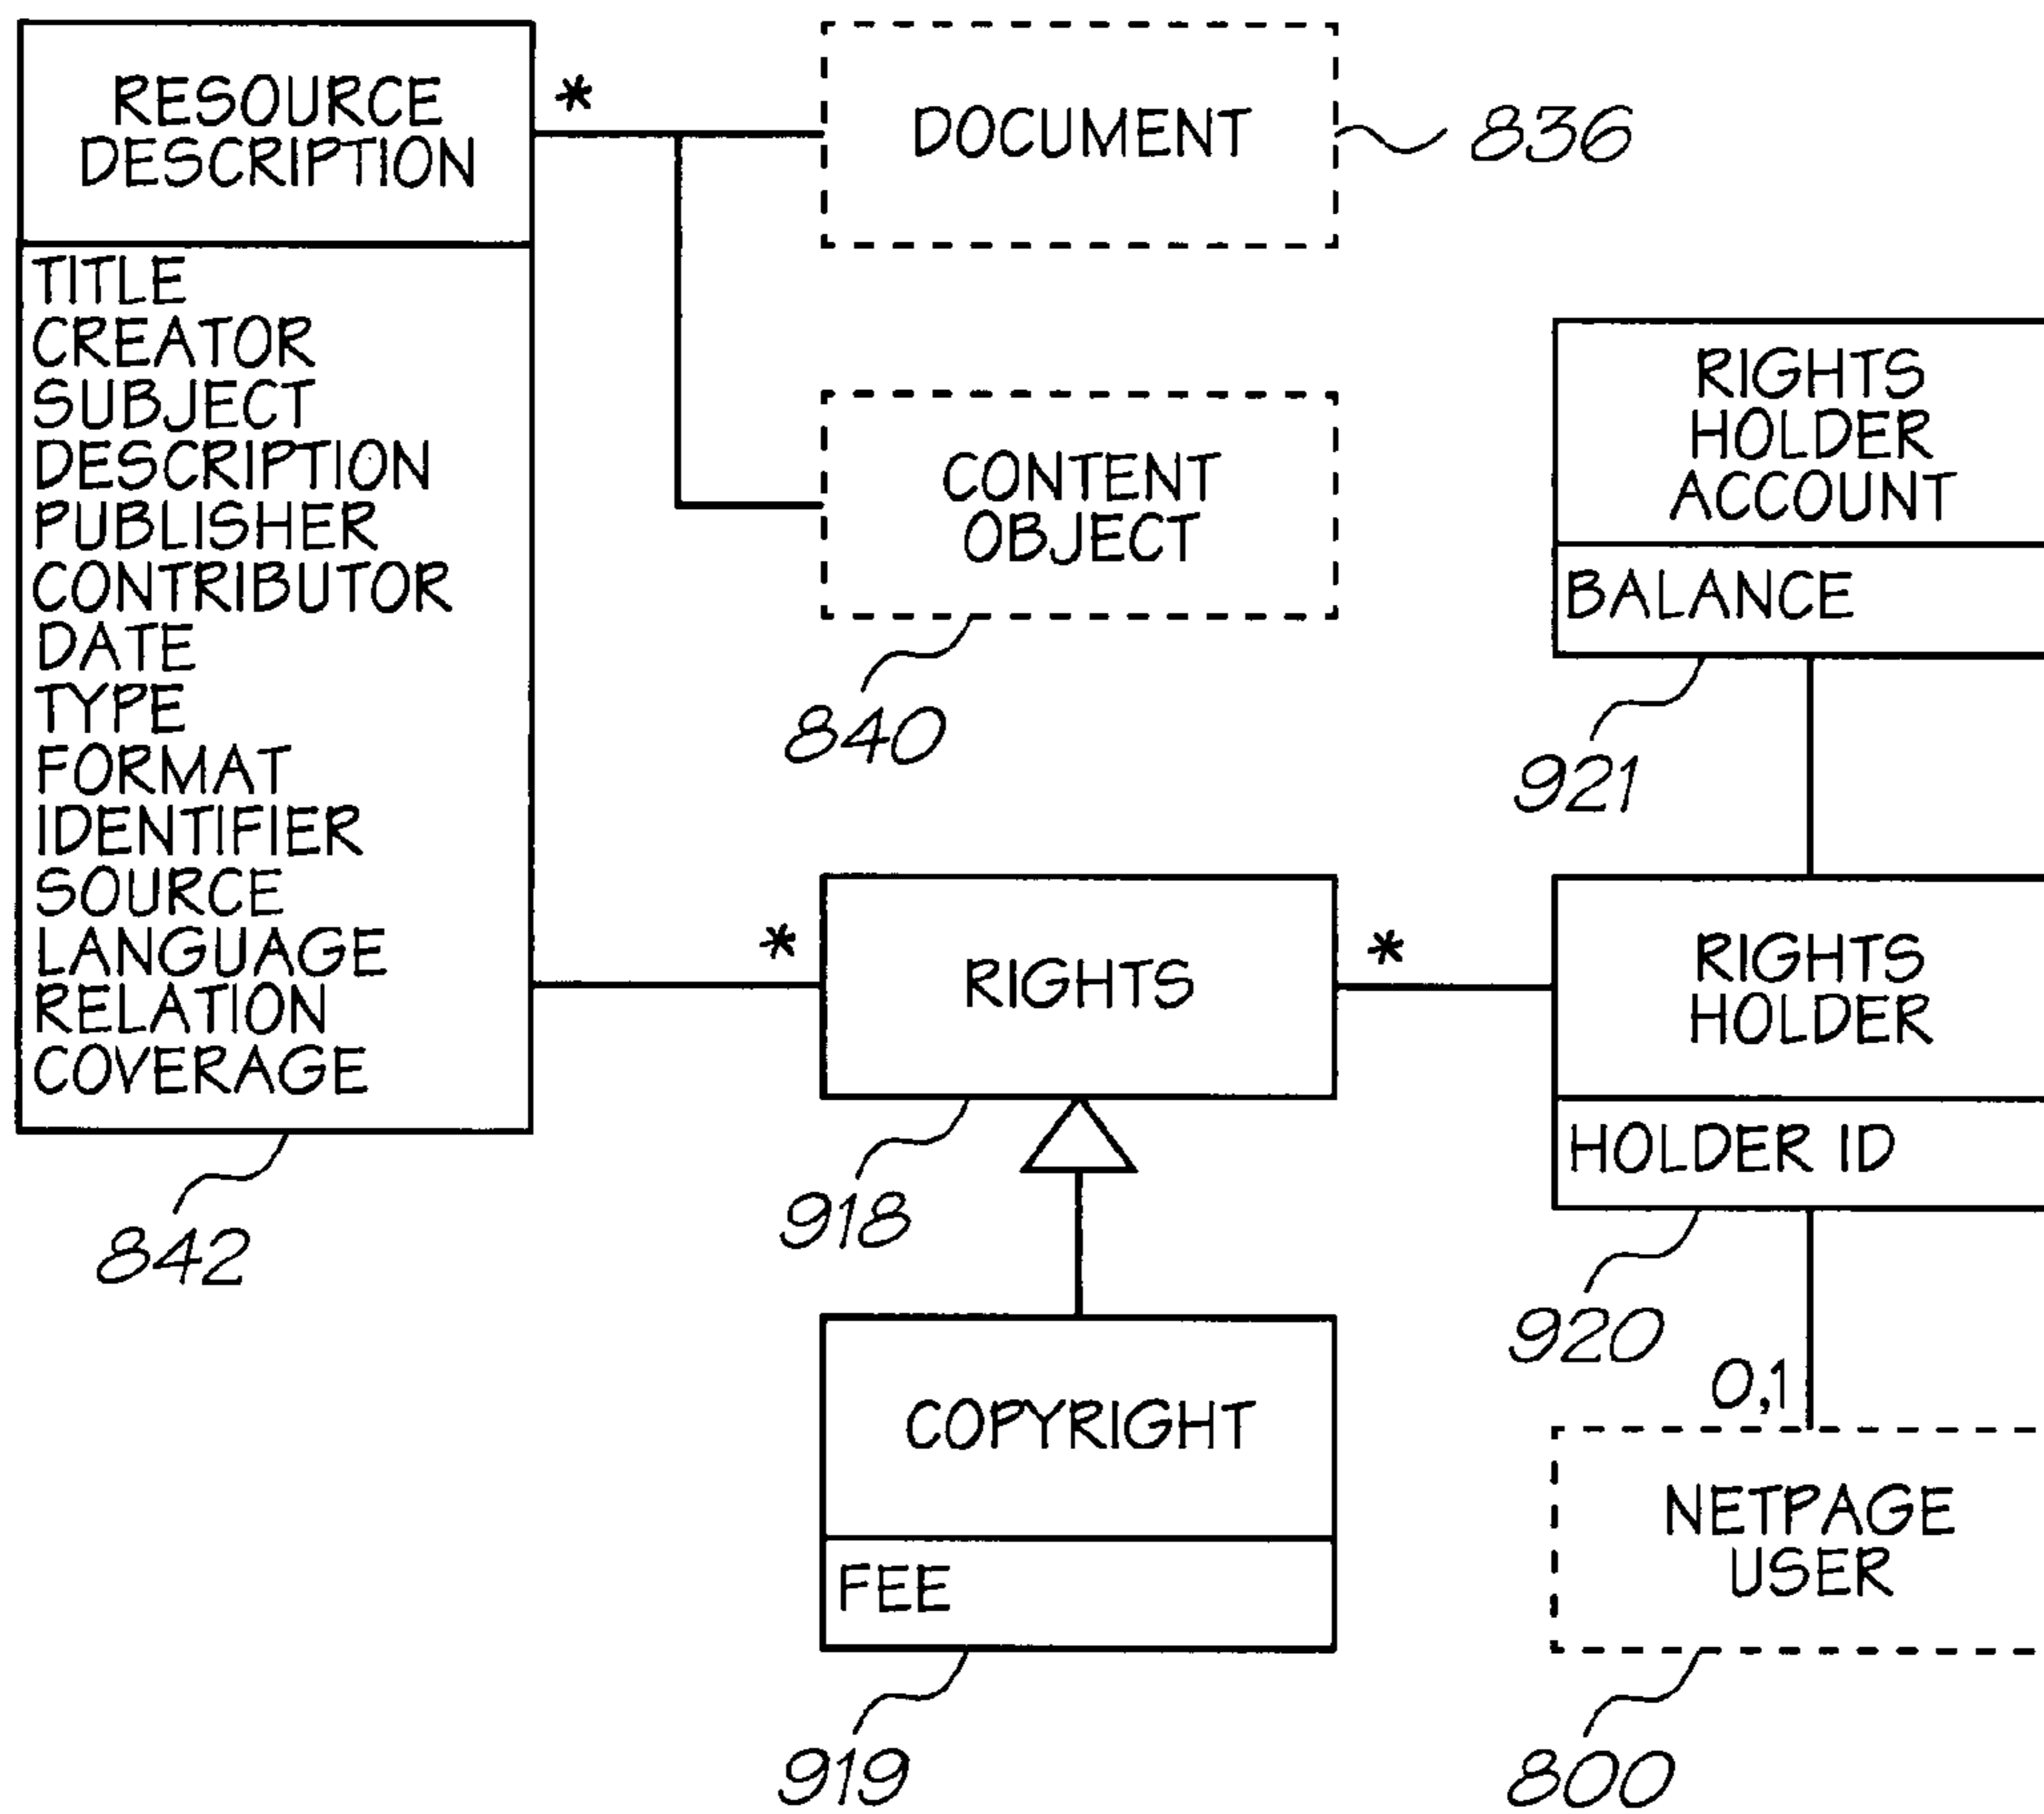 RESOURCE
DESCRIPTION
*
TITLE
CREATOR
SUBJECT
DESCRIPTION
PUBLISHER
CONTRIBUTOR
DATE
TYPE
FORMAT
IDENTIFIER
SOURCE
LANGUAGE
RELATION
COVERAGE
842
DOCUMENT
836
CONTENT
OBJECT
840
RIGHTS
HOLDER
ACCOUNT
BALANCE
921
*
RIGHTS
*
918
RIGHTS
HOLDER
HOLDER ID
920
COPYRIGHT
FEE
919
0,1
NETPAGE
USER
800